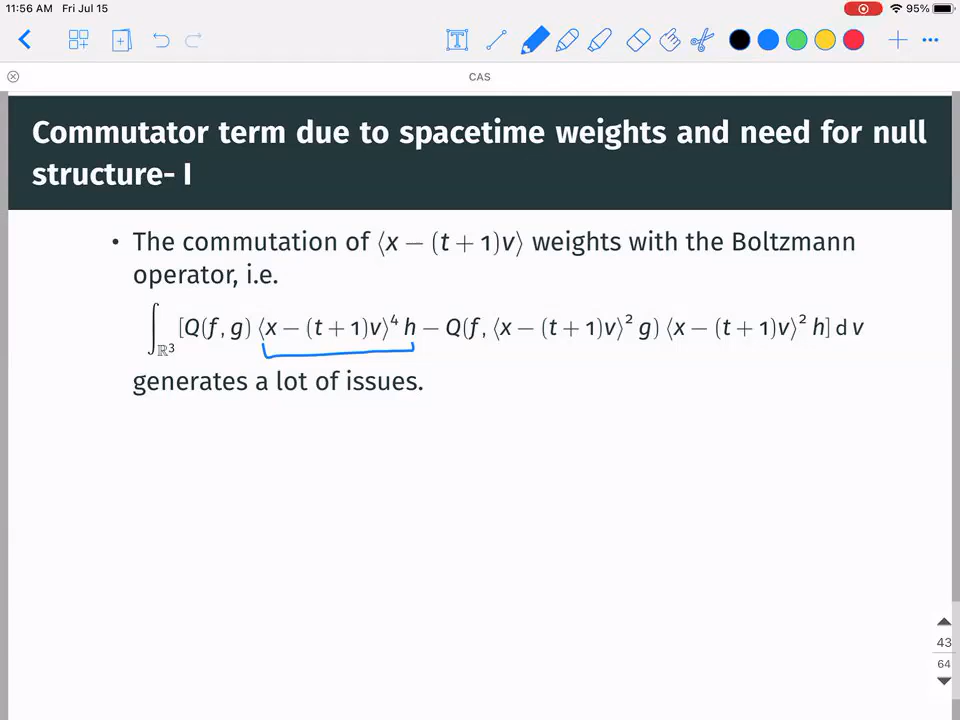 11:56 AM Fri Jul 15
95%
CAS
Commutator term due to spacetime weights and need for null
structure- I
• The commutation of ⟨x − (t + 1)v⟩ weights with the Boltzmann
operator, i.e.
∫_{ℝ³} [Q(f, g) ⟨x − (t + 1)v⟩⁴ h − Q(f, ⟨x − (t + 1)v⟩² g) ⟨x − (t + 1)v⟩² h] d v
generates a lot of issues.
43
64